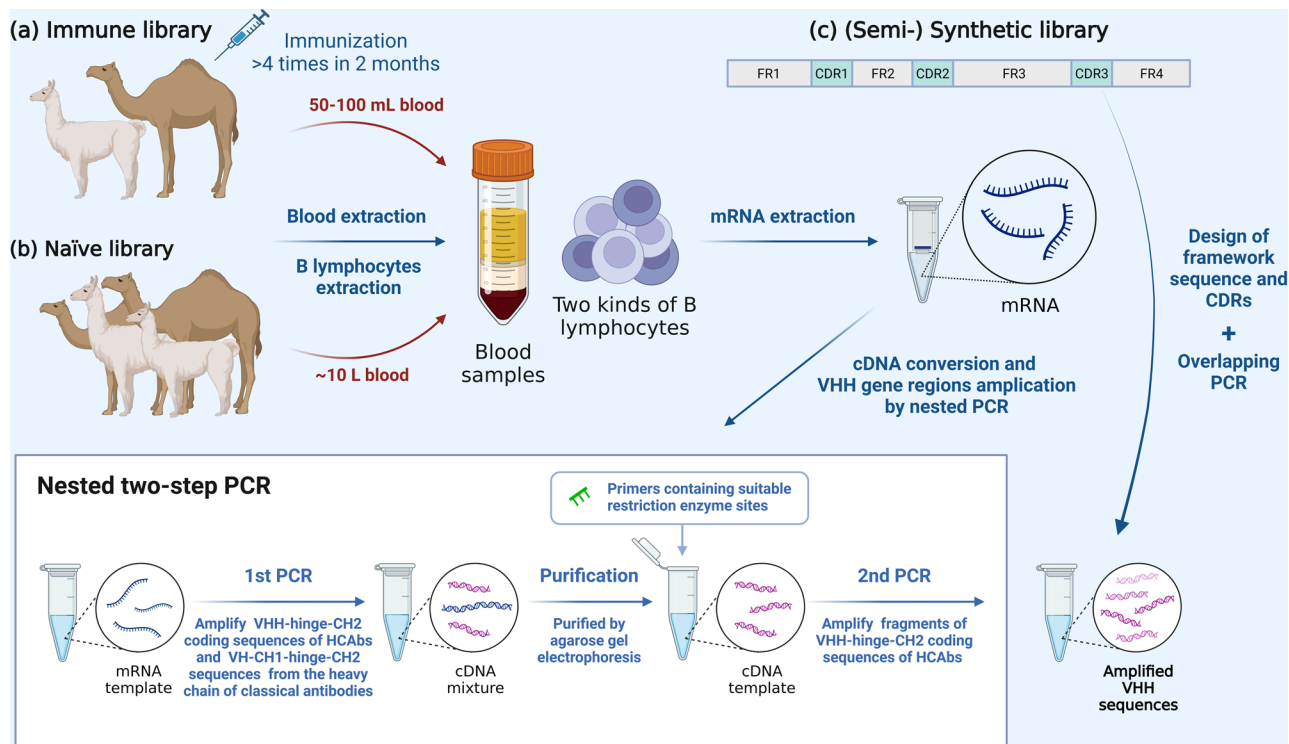 (a) Immune library
Immunization
>4 times in 2 months
50-100 mL blood
(b) Naïve library
Blood extraction
B lymphocytes
extraction
~10 L blood
Blood
samples
Two kinds of B
lymphocytes
mRNA extraction
mRNA
(c) (Semi-) Synthetic library
FR1 CDR1 FR2 CDR2 FR3 CDR3 FR4
Design of
framework
sequence and
CDRs
+
Overlapping
PCR
cDNA conversion and
VHH gene regions amplication
by nested PCR
Nested two-step PCR
Primers containing suitable
restriction enzyme sites
mRNA
template
1st PCR
Amplify VHH-hinge-CH2
coding sequences of HCAbs
and VH-CH1-hinge-CH2
sequences from the heavy
chain of classical antibodies
cDNA
mixture
Purification
Purified by
agarose gel
electrophoresis
cDNA
template
2nd PCR
Amplify fragments of
VHH-hinge-CH2 coding
sequences of HCAbs
Amplified
VHH
sequences